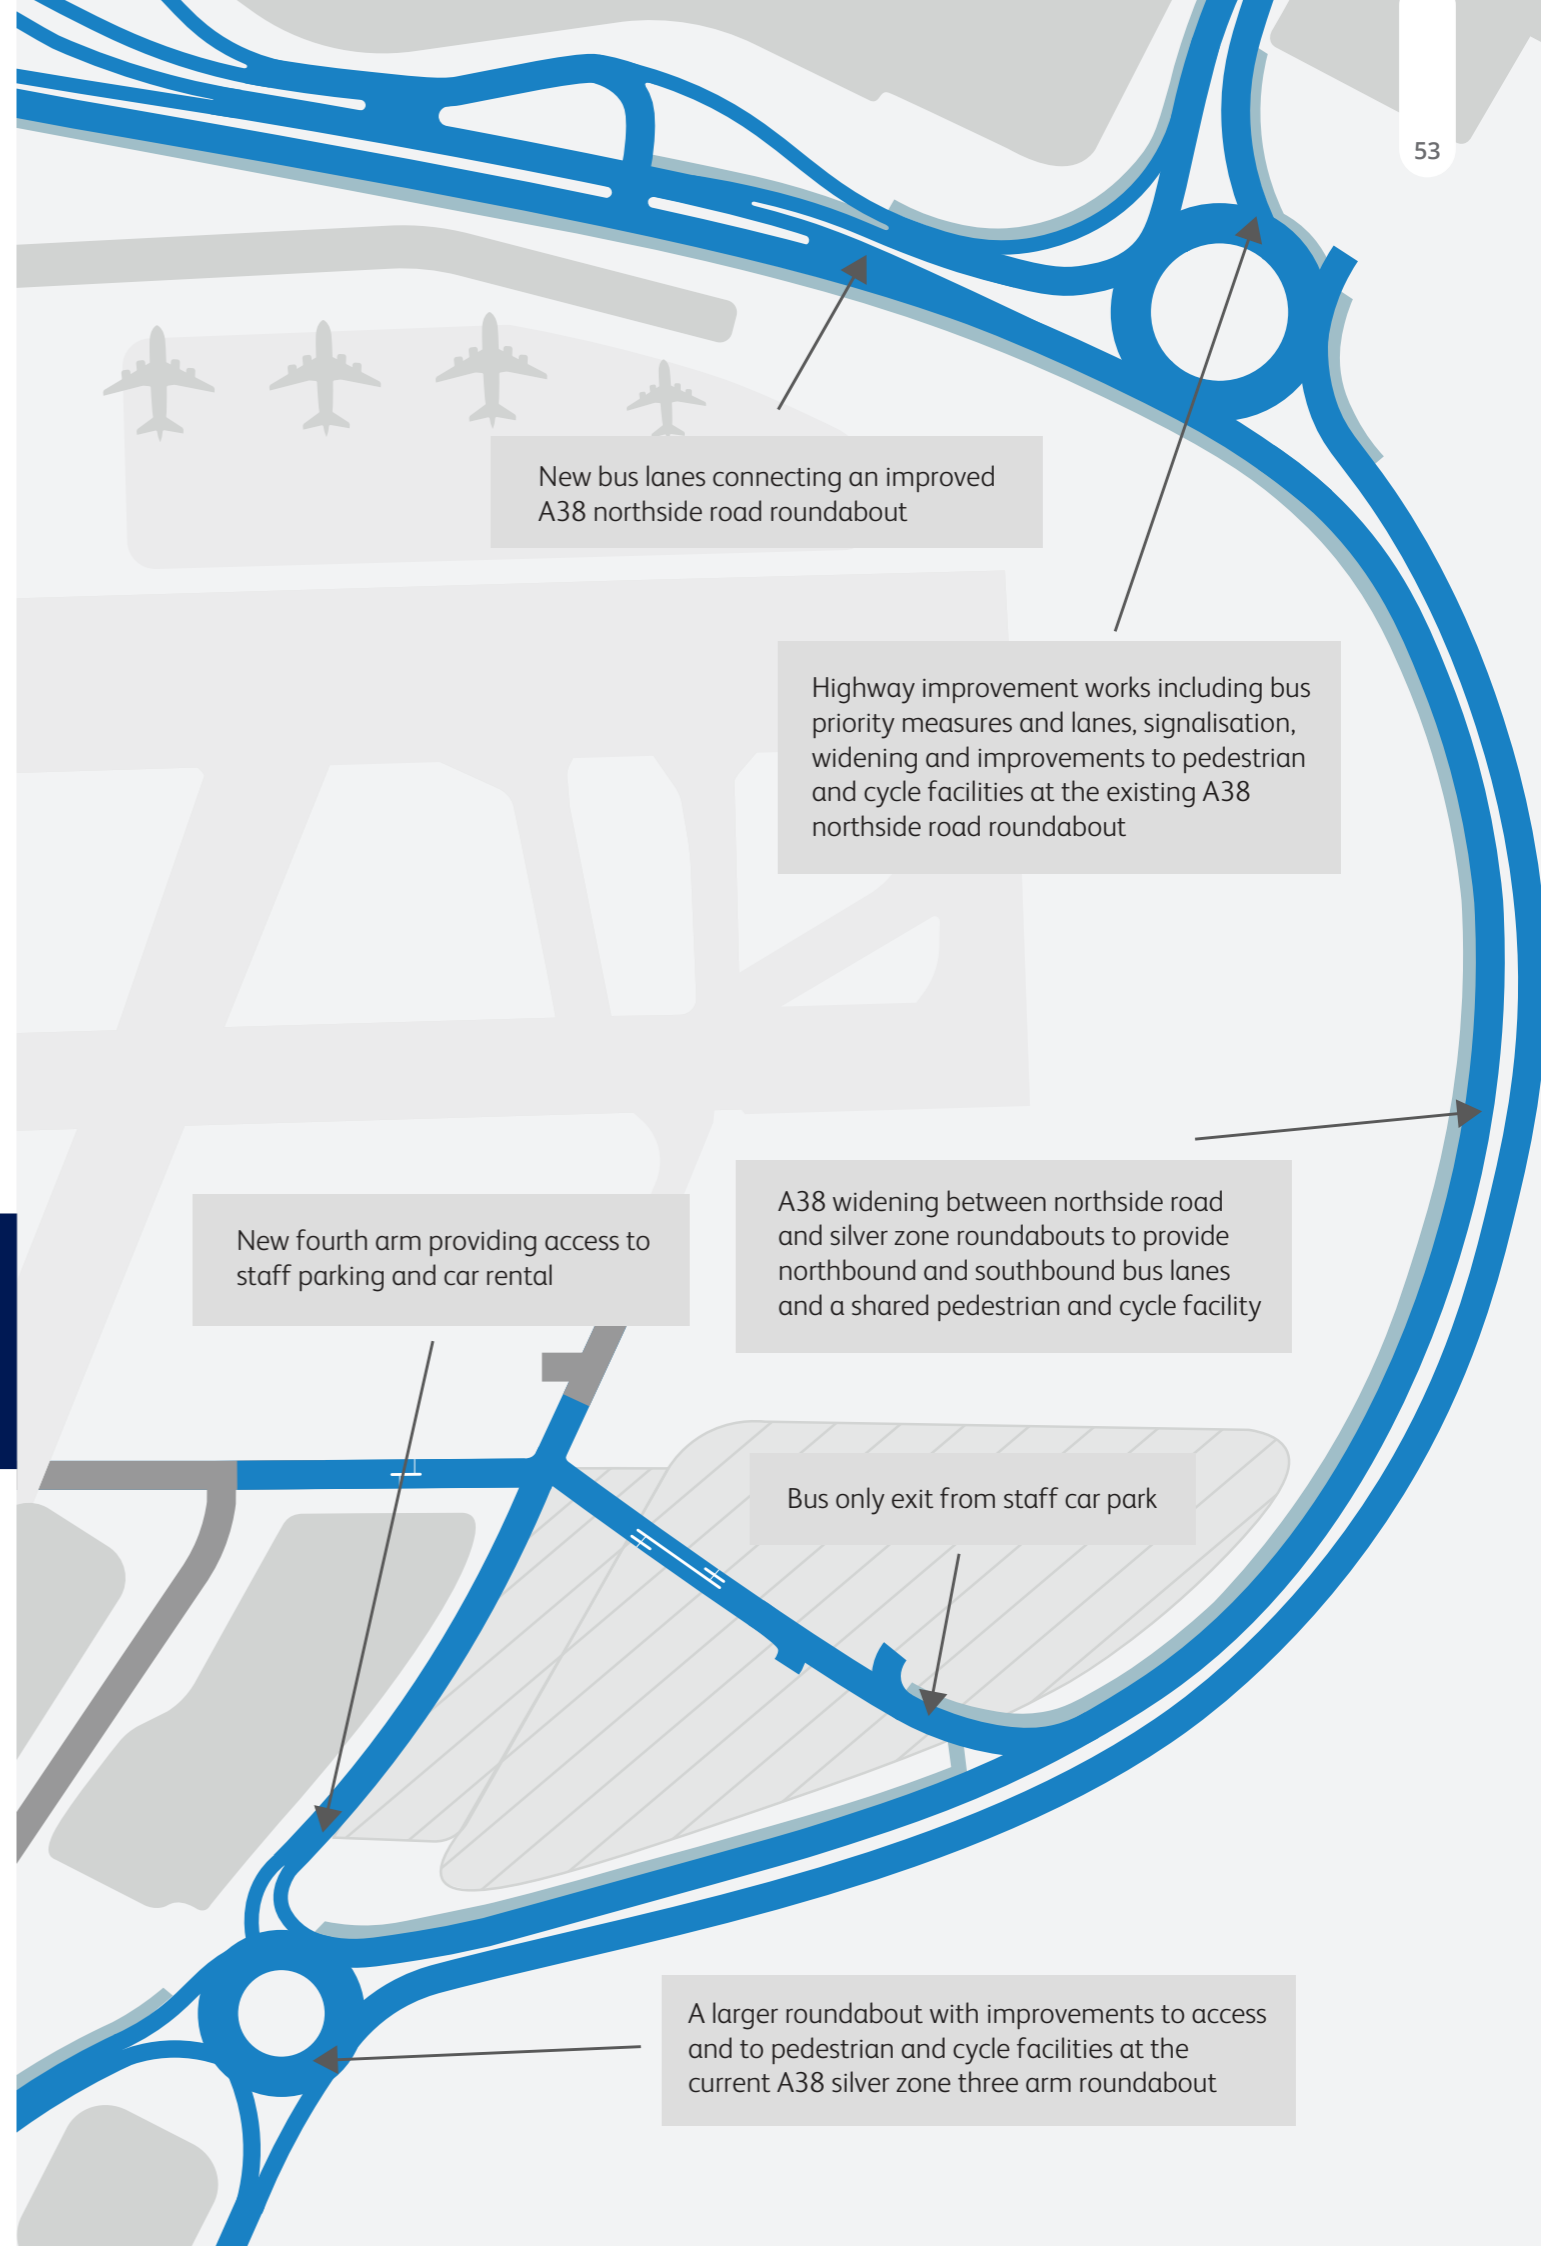 53
New bus lanes connecting an improved
A38 northside road roundabout
Highway improvement works including bus
priority measures and lanes, signalisation,
widening and improvements to pedestrian
and cycle facilities at the existing A38
northside road roundabout
A38 widening between northside road
and silver zone roundabouts to provide
northbound and southbound bus lanes
and a shared pedestrian and cycle facility
New fourth arm providing access to
staff parking and car rental
Bus only exit from staff car park
A larger roundabout with improvements to access
and to pedestrian and cycle facilities at the
current A38 silver zone three arm roundabout